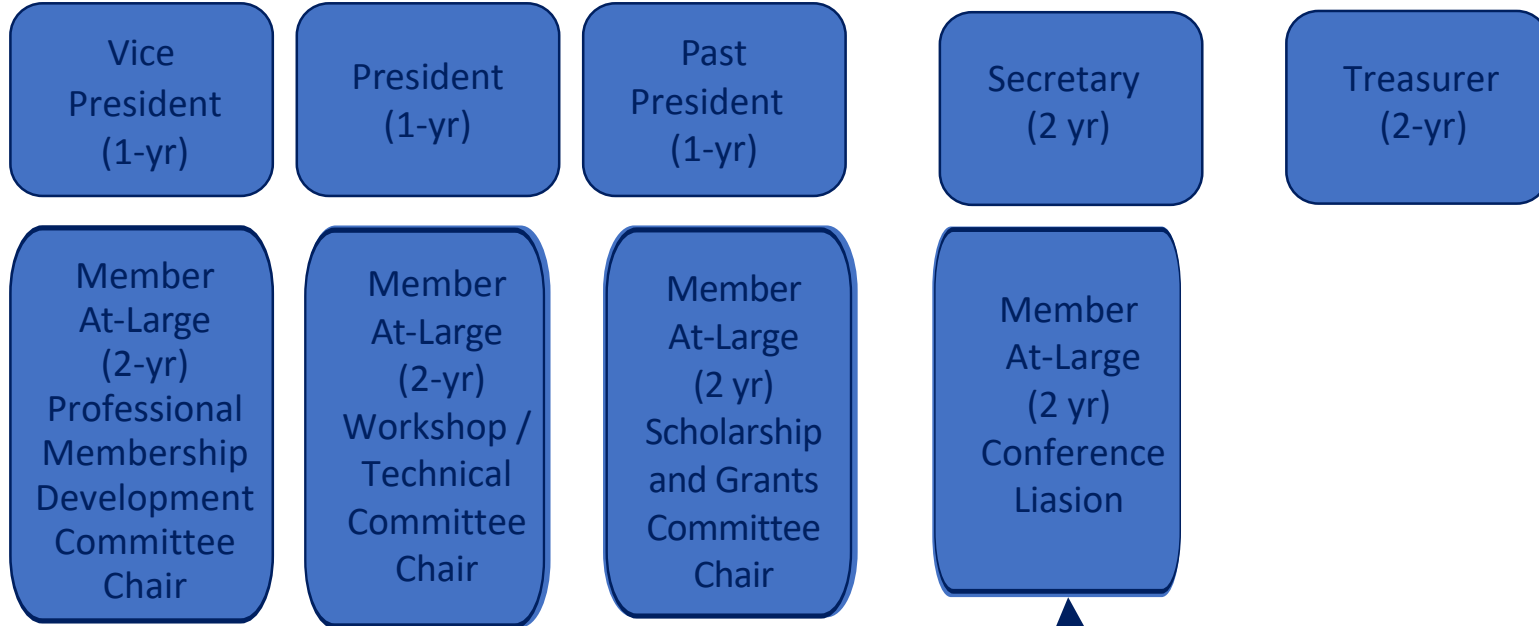 Vice
President
(1-yr)
President
(1-yr)
Past
President
(1-yr)
Secretary
(2 yr)
Treasurer
(2-yr)
Member
At-Large
(2-yr)
Professional
Membership
Development
Committee
Chair
Member
At-Large
(2-yr)
Workshop /
Technical
Committee
Chair
Member
At-Large
(2 yr)
Scholarship
and Grants
Committee
Chair
Member
At-Large
(2 yr)
Conference
Liasion